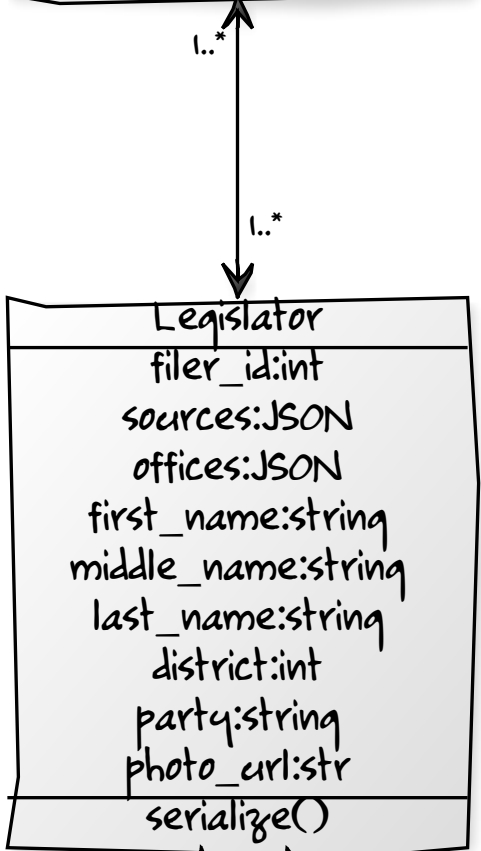 1..*
1..*
Legislator
filer_id:int
sources:JSON
offices:JSON
first_name:string
middle_name:string
last_name:string
district:int
party:string
photo_url:str
serialize()